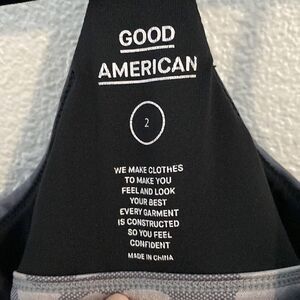 GOOD
AMERICAN
2
WE MAKE CLOTHES
TO MAKE YOU
FEEL AND LOOK
YOUR BEST
EVERY GARMENT
IS CONSTRUCTED
SO YOU FEEL
CONFIDENT
MADE IN CHINA